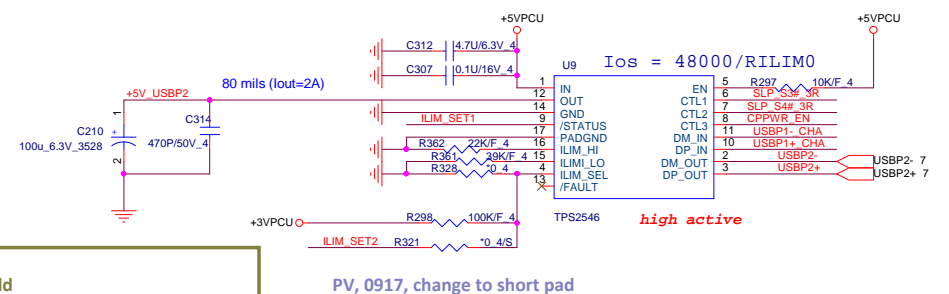 +5VPCU
+5VPCU
C312
4.7U/6.3V_4
U9
Ios = 48000/RILIM0
C307
0.1U/16V_4
80 mils (Iout=2A)
+5V_USBP2
1
C210
+
100u_6.3V_3528
2
C314
470P/50V_4
1 IN
12 OUT
14 GND
ILIM_SET1 9 /STATUS
17 PADGND
R362 22K/F_4 16 ILIM_HI
R361 39K/F_4 15 ILIMI_LO
R328 *0_4 4 ILIM_SEL
13 /FAULT
EN 5 R297 10K/F_4
CTL1 6 SLP_S3#_3R
CTL2 7 SLP_S4#_3R
CTL3 8 CPPWR_EN
DM_IN 11 USBP1-_CHA
DP_IN 10 USBP1+_CHA
DM_OUT 2 USBP2- USBP2- 7
DP_OUT 3 USBP2+ USBP2+ 7
TPS2546
high active
+3VPCU R298 100K/F_4
ILIM_SET2 R321 *0_4/S
PV, 0917, change to short pad